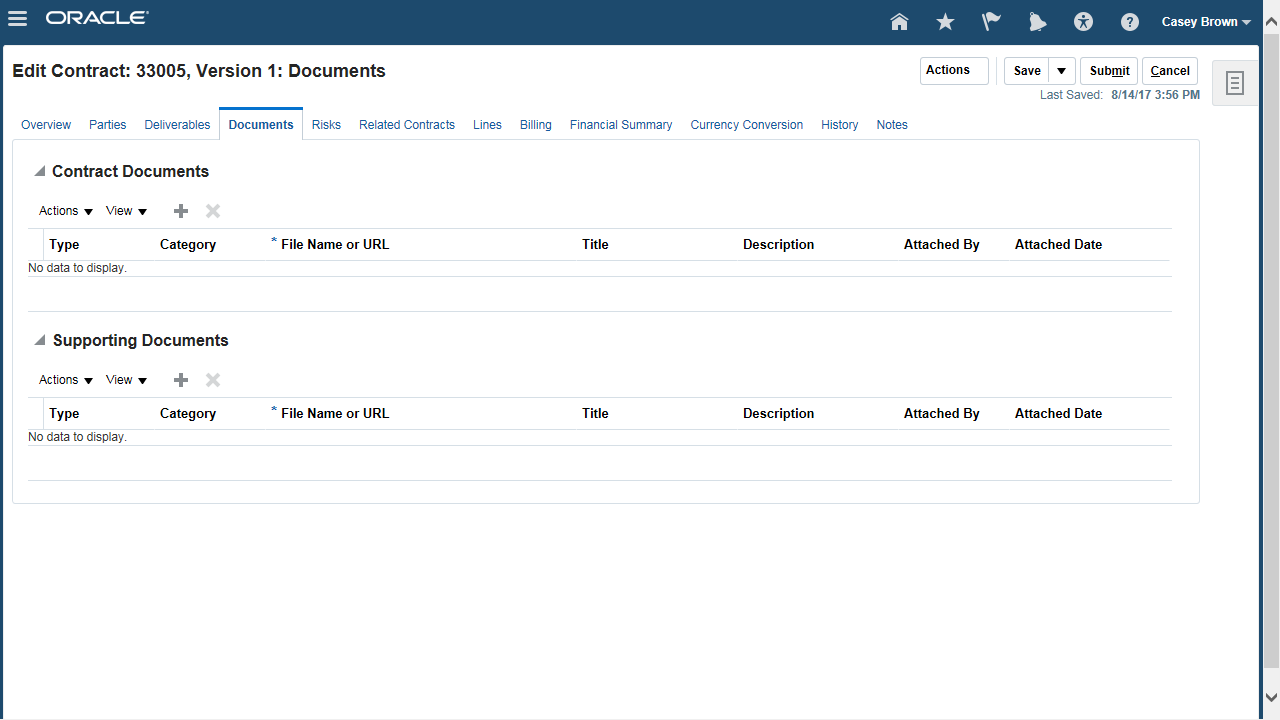 ORACLE
Casey Brown
Edit Contract: 33005, Version 1: Documents
Actions Save Submit Cancel
Last Saved: 8/14/17 3:56 PM
Overview Parties Deliverables Documents Risks Related Contracts Lines Billing Financial Summary Currency Conversion History Notes
Contract Documents
Actions View
Type Category * File Name or URL Title Description Attached By Attached Date
No data to display.
Supporting Documents
Actions View
Type Category * File Name or URL Title Description Attached By Attached Date
No data to display.